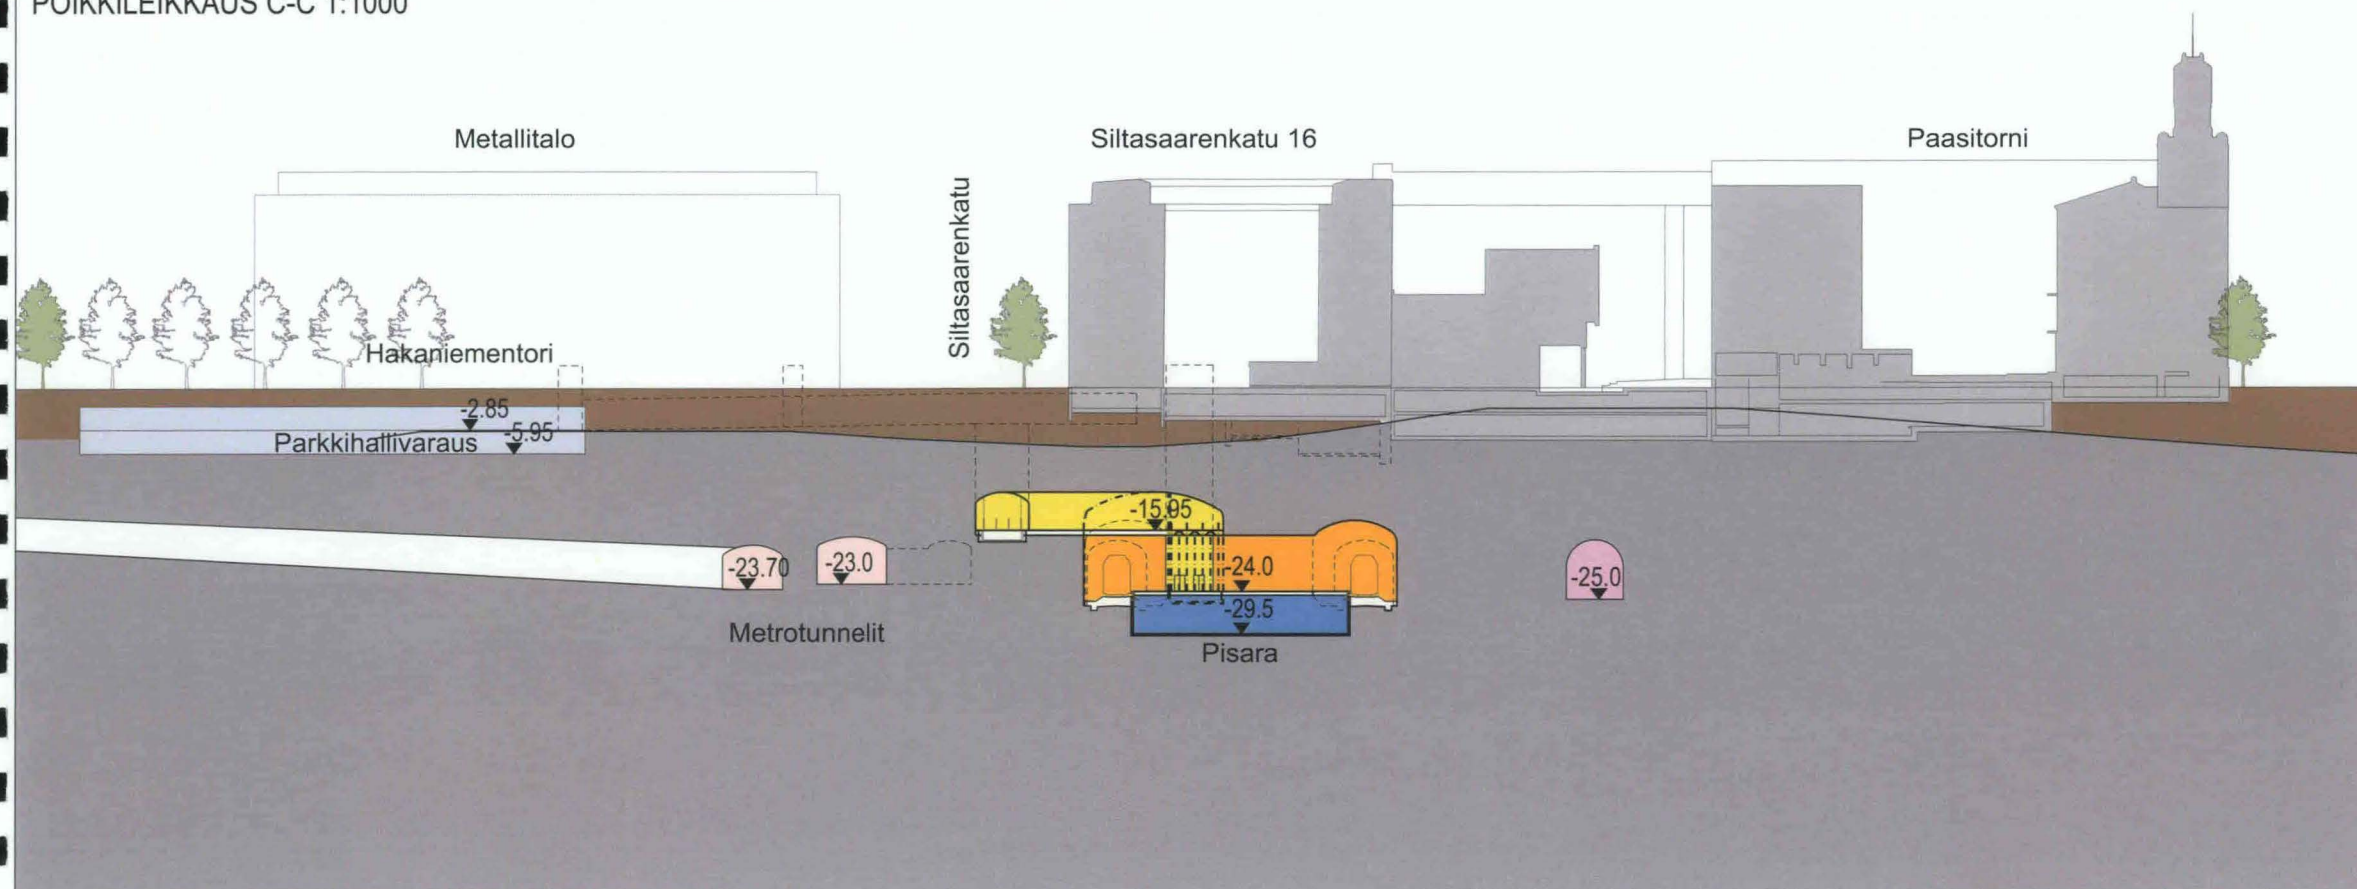 POIKKILEIKKAUS C-C 1:1000
Metallitalo
Siltasaarenkatu 16
Paasitorni
Siltasaarenkatu
Hakaniementori
-2.85
-5.95
Parkkihallivaraus
-15.95
-23.70
-23.0
-24.0
-25.0
-29.5
Metrotunnelit
Pisara